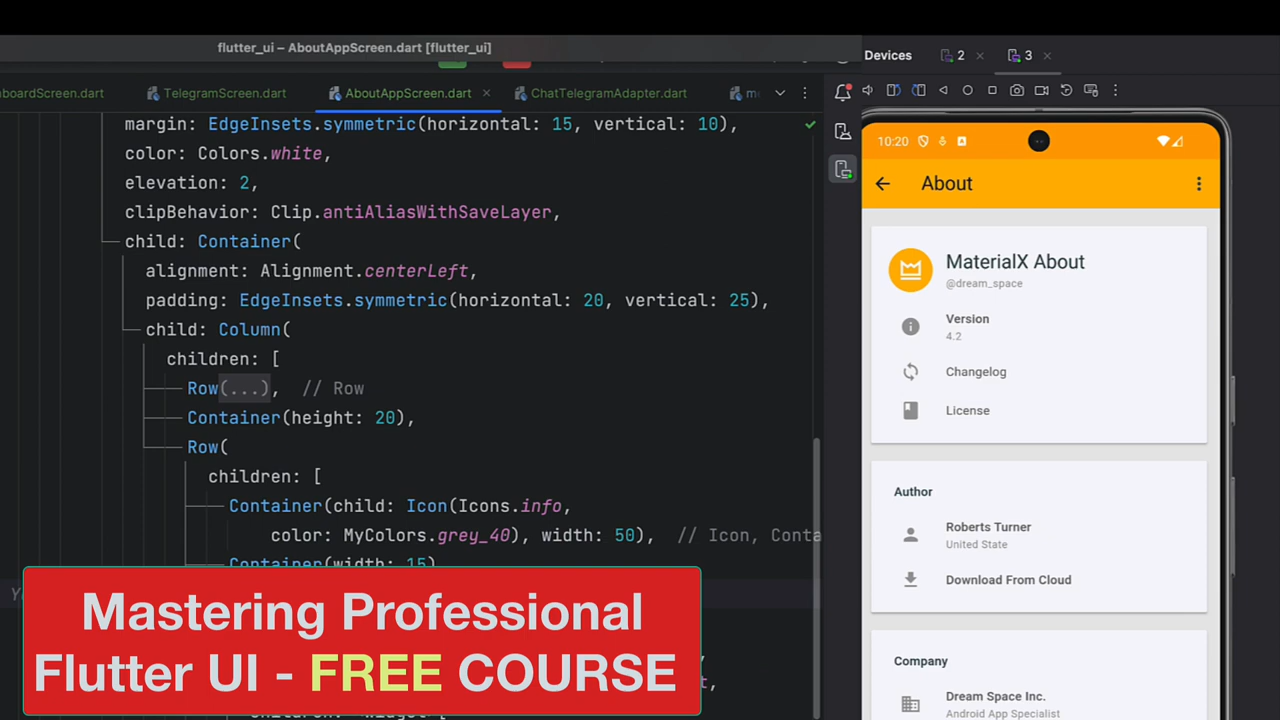 flutter_ui – AboutAppScreen.dart [flutter_ui]
boardScreen.dart
TelegramScreen.dart
AboutAppScreen.dart
ChatTelegramAdapter.dart
margin: EdgeInsets.symmetric(horizontal: 15, vertical: 10),
color: Colors.white,
elevation: 2,
clipBehavior: Clip.antiAliasWithSaveLayer,
child: Container(
alignment: Alignment.centerLeft,
padding: EdgeInsets.symmetric(horizontal: 20, vertical: 25),
child: Column(
children: [
Row(...), // Row
Container(height: 20),
Row(
children: [
Container(child: Icon(Icons.info,
color: MyColors.grey_40), width: 50), // Icon, Conta
Container(width: 15)
Mastering Professional
Flutter UI - FREE COURSE
Devices
2
3
10:20
About
MaterialX About
@dream_space
Version
4.2
Changelog
License
Author
Roberts Turner
United State
Download From Cloud
Company
Dream Space Inc.
Android App Specialist